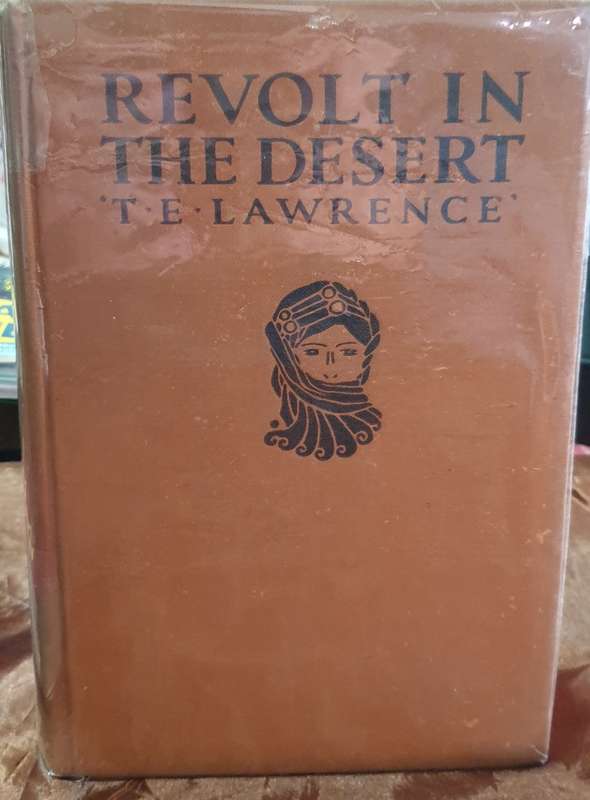 REVOLT IN
THE DESERT
'T·E·LAWRENCE'